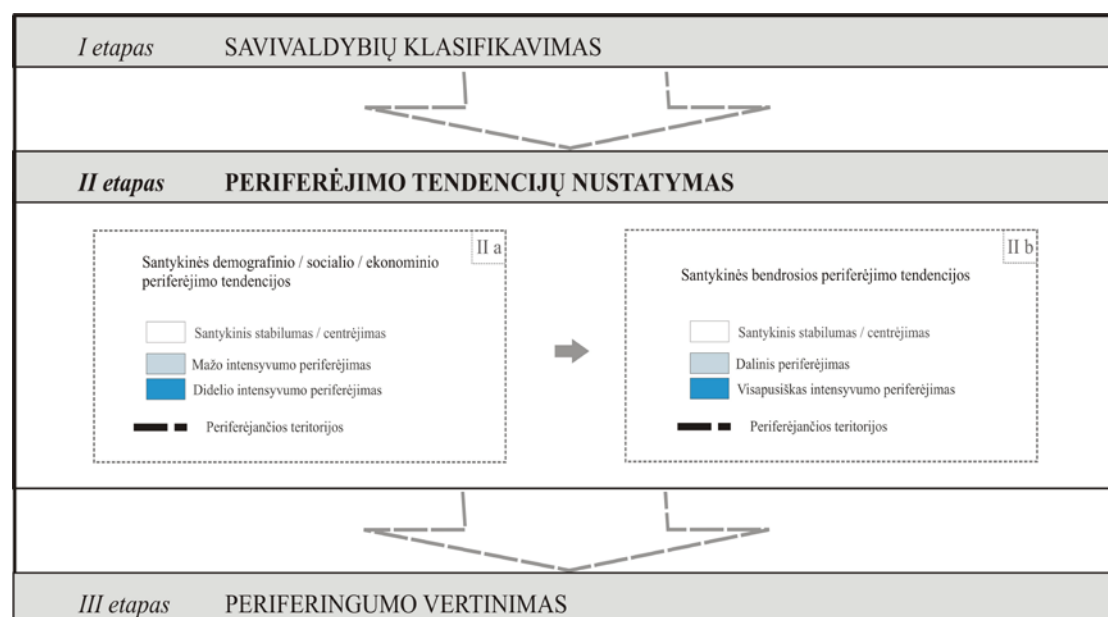 I etapas SAVIVALDYBIŲ KLASIFIKAVIMAS
II etapas PERIFERĖJIMO TENDENCIJŲ NUSTATYMAS
II a
Santykinės demografinio / socialio / ekonominio
periferėjimo tendencijos
Santykinis stabilumas / centrėjimas
Mažo intensyvumo periferėjimas
Didelio intensyvumo periferėjimas
Periferėjančios teritorijos
II b
Santykinės bendrosios periferėjimo tendencijos
Santykinis stabilumas / centrėjimas
Dalinis periferėjimas
Visapusiškas intensyvumo periferėjimas
Periferėjančios teritorijos
III etapas PERIFERINGUMO VERTINIMAS